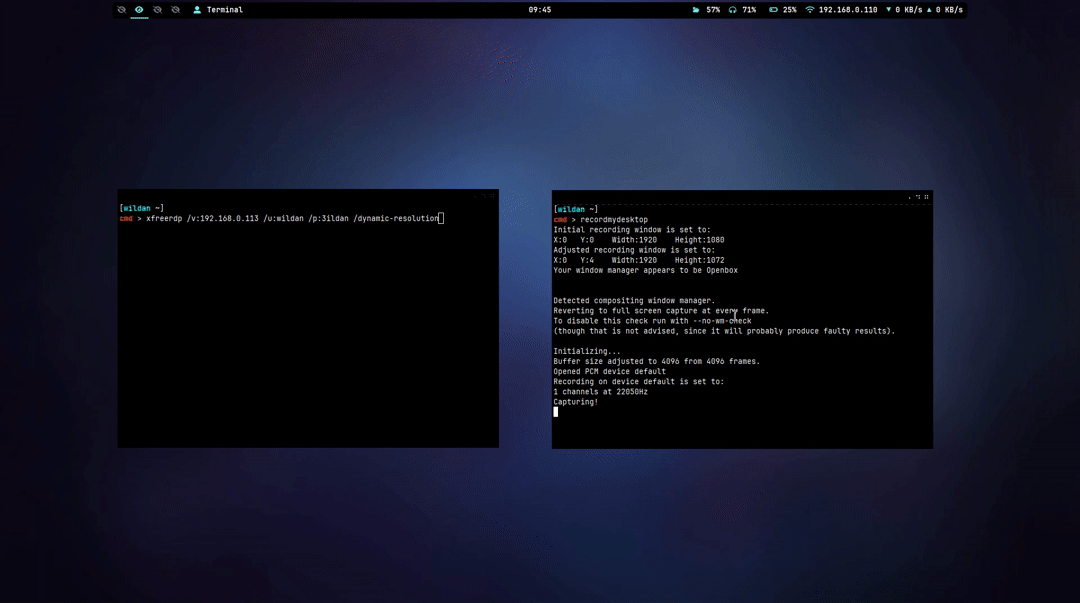 Terminal
09:45
57% 71% 25% 192.168.0.110 ▼ 0 KB/s ▲ 0 KB/s
[wildan ~]
cmd > xfreerdp /v:192.168.0.113 /u:wildan /p:3ildan /dynamic-resolution
[wildan ~]
cmd > recordmydesktop
Initial recording window is set to:
X:0 Y:0 Width:1920 Height:1080
Adjusted recording window is set to:
X:0 Y:4 Width:1920 Height:1072
Your window manager appears to be Openbox
Detected compositing window manager.
Reverting to full screen capture at every frame.
To disable this check run with --no-wm-check
(though that is not advised, since it will probably produce faulty results).
Initializing...
Buffer size adjusted to 4096 from 4096 frames.
Opened PCM device default
Recording on device default is set to:
1 channels at 22050Hz
Capturing!